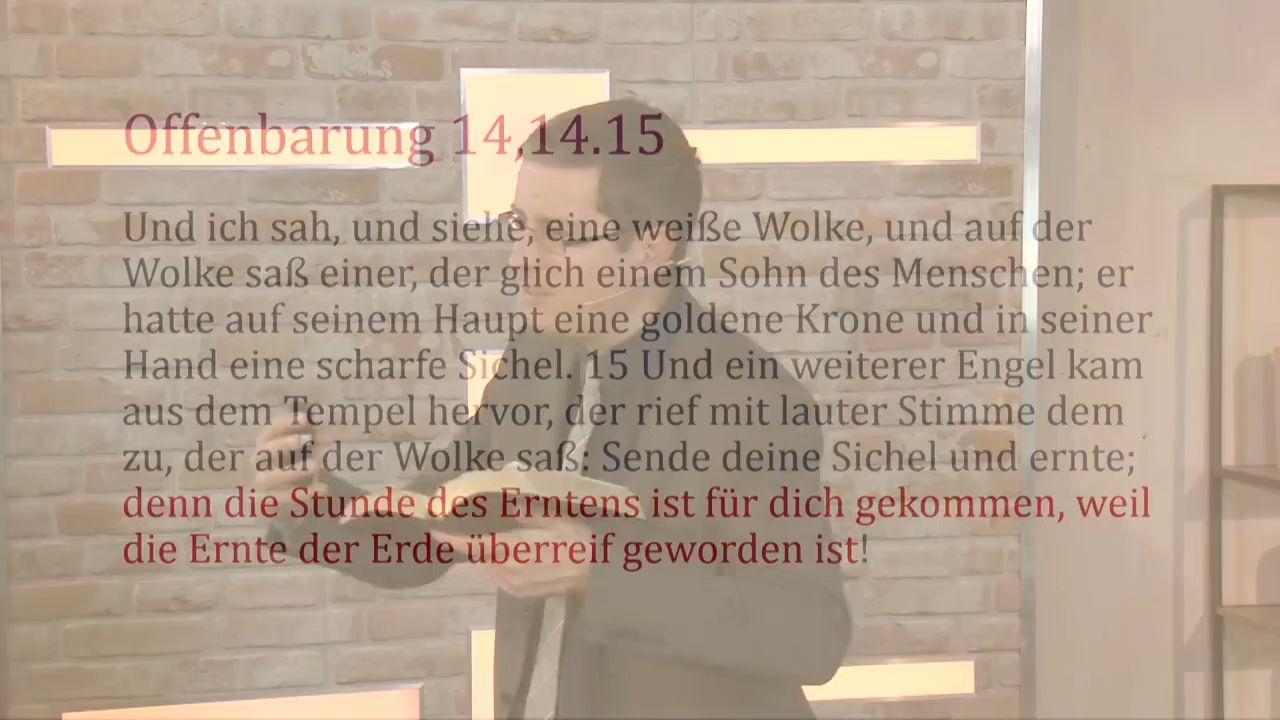 Offenbarung 14,14.15
Und ich sah, und siehe, eine weiße Wolke, und auf der
Wolke saß einer, der glich einem Sohn des Menschen; er
hatte auf seinem Haupt eine goldene Krone und in seiner
Hand eine scharfe Sichel. 15 Und ein weiterer Engel kam
aus dem Tempel hervor, der rief mit lauter Stimme dem
zu, der auf der Wolke saß: Sende deine Sichel und ernte;
denn die Stunde des Erntens ist für dich gekommen, weil
die Ernte der Erde überreif geworden ist!